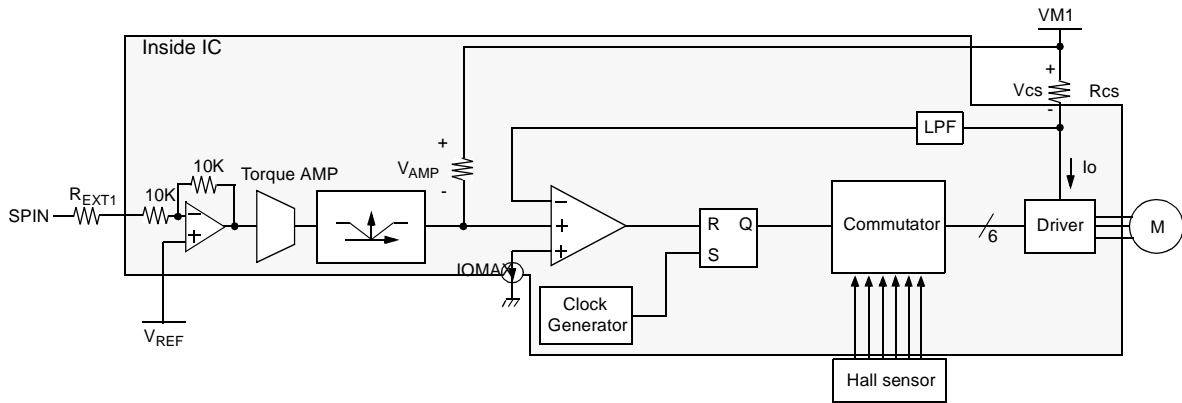 VM1
Inside IC
+
Vcs
-
Rcs
LPF
+
VAMP
-
Io
10K
Torque AMP
REXT1
10K
SPIN
−
+
−
+
+
R Q
S
Commutator
6
Driver
M
IOMAX
Clock
Generator
VREF
Hall sensor